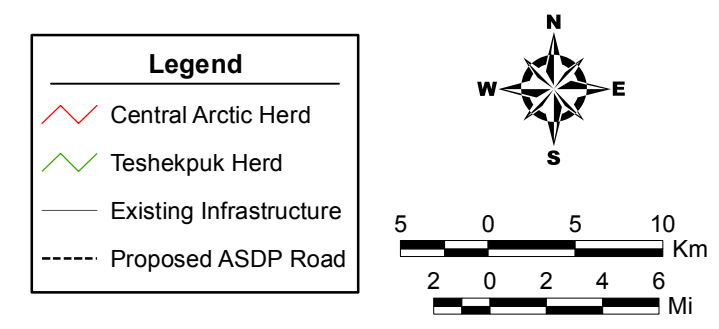 Legend
Central Arctic Herd
Teshekpuk Herd
Existing Infrastructure
Proposed ASDP Road
N
W E
S
5 0 5 10
Km
2 0 2 4 6
Mi